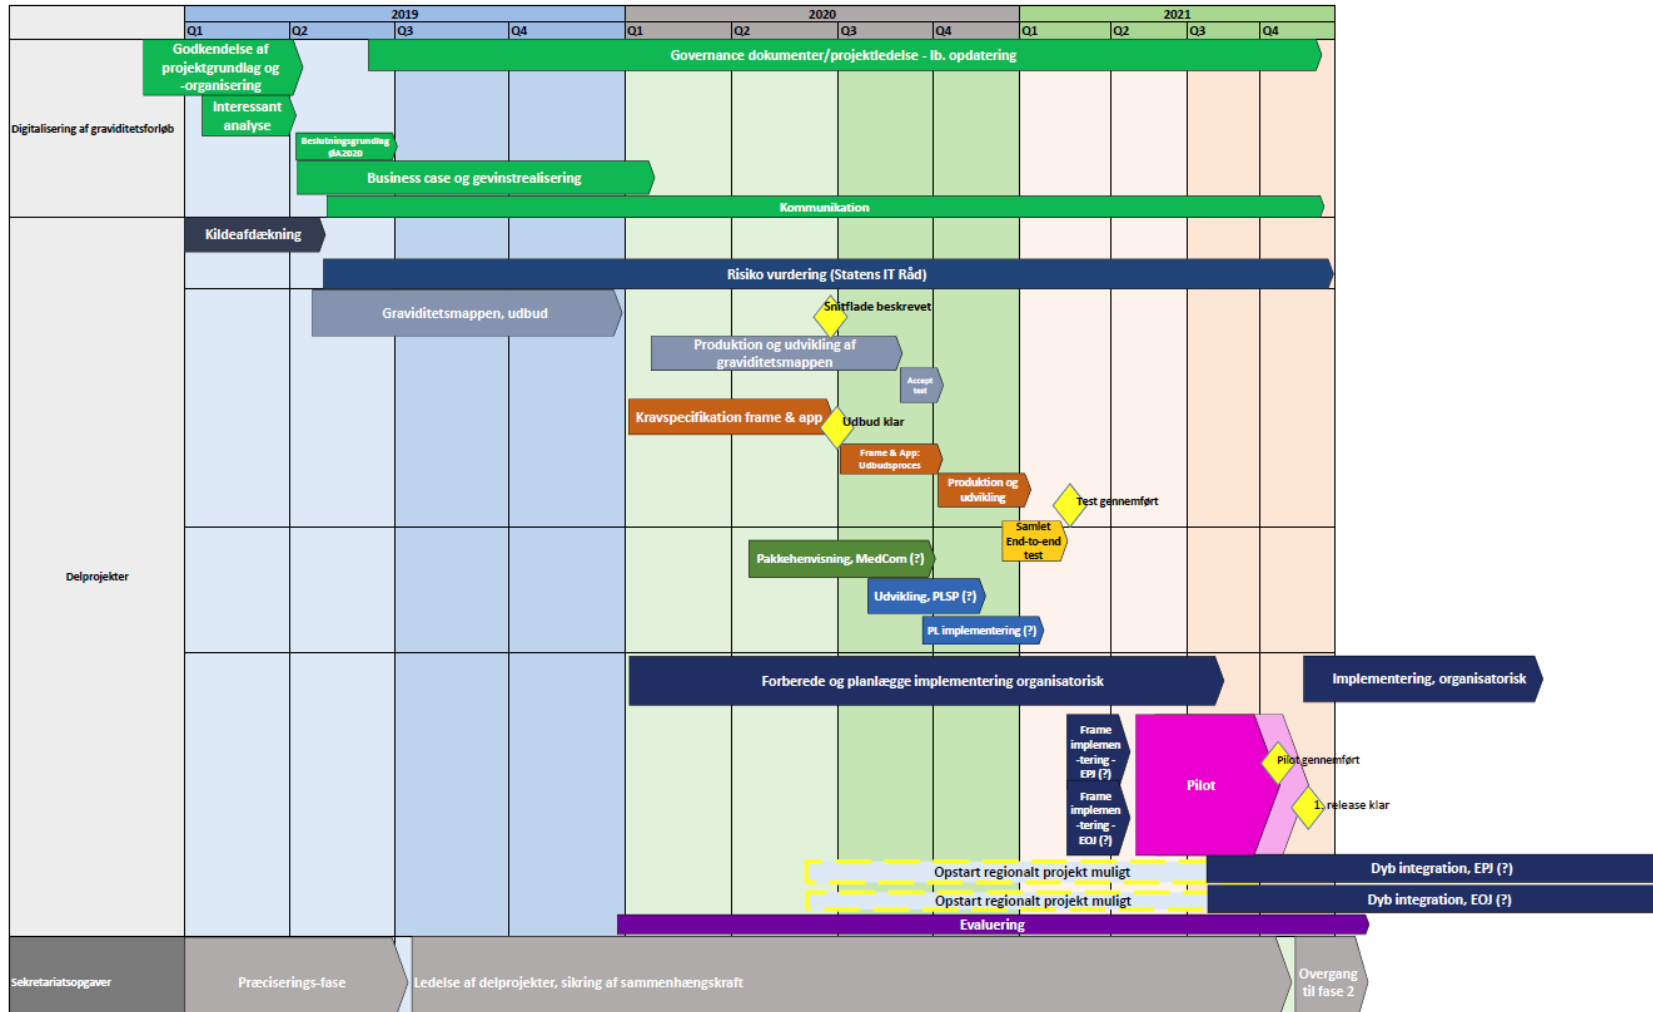 2019
2020
2021
Q1
Q2
Q3
Q4
Q1
Q2
Q3
Q4
Q1
Q2
Q3
Q4
Digitalisering af graviditetsforløb
Godkendelse af
projektgrundlag og
-organisering
Governance dokumenter/projektledelse - lb. opdatering
Interessant
analyse
Beslutningsgrundlag
ØA2020
Business case og gevinstrealisering
Kommunikation
Delprojekter
Kildeafdækning
Risiko vurdering (Statens IT Råd)
Graviditetsmappen, udbud
Snitflade beskrevet
Produktion og udvikling af
graviditetsmappen
Accept
test
Kravspecifikation frame & app
Udbud klar
Frame & App:
Udbudsproces
Produktion og
udvikling
Test gennemført
Samlet
End-to-end
test
Pakkehenvisning, MedCom (?)
Udvikling, PLSP (?)
PL implementering (?)
Forberede og planlægge implementering organisatorisk
Implementering, organisatorisk
Frame
implemen
-tering -
EPJ (?)
Frame
implemen
-tering -
EOJ (?)
Pilot
Pilot gennemført
1. release klar
Opstart regionalt projekt muligt
Dyb integration, EPJ (?)
Opstart regionalt projekt muligt
Dyb integration, EOJ (?)
Evaluering
Sekretariatsopgaver
Præciserings-fase
Ledelse af delprojekter, sikring af sammenhængskraft
Overgang
til fase 2